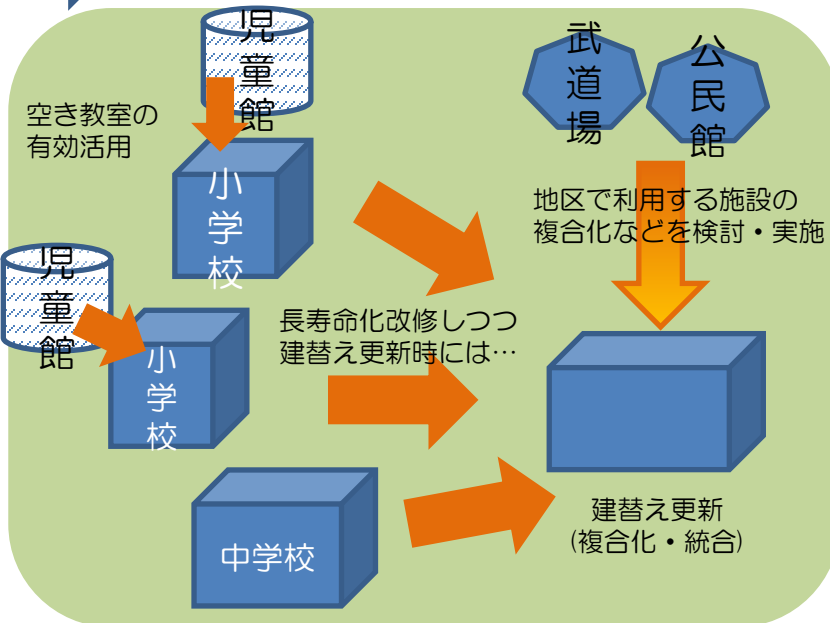 児童館
空き教室の
有効活用
小学校
児童館
小学校
中学校
長寿命化改修しつつ
建替え更新時には…
武道場
公民館
地区で利用する施設の
複合化などを検討・実施
建替え更新
(複合化・統合)